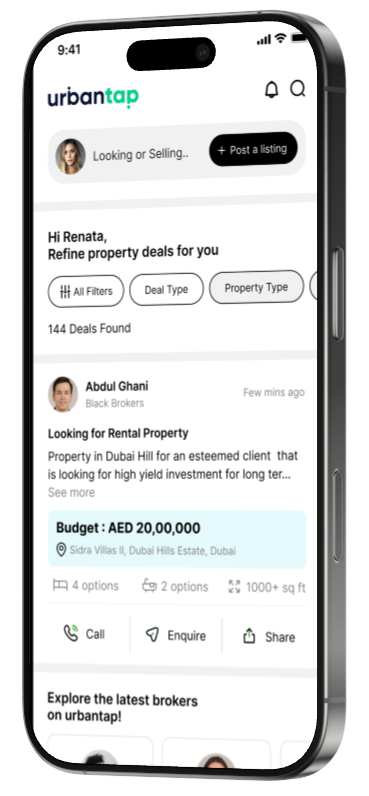 9:41
urbantap
Looking or Selling..
+ Post a listing
Hi Renata,
Refine property deals for you
All Filters
Deal Type
Property Type
144 Deals Found
Abdul Ghani
Black Brokers
Few mins ago
Looking for Rental Property
Property in Dubai Hill for an esteemed client that
is looking for high yield investment for long ter...
See more
Budget : AED 20,00,000
Sidra Villas II, Dubai Hills Estate, Dubai
4 options
2 options
1000+ sq ft
Call
Enquire
Share
Explore the latest brokers
on urbantap!